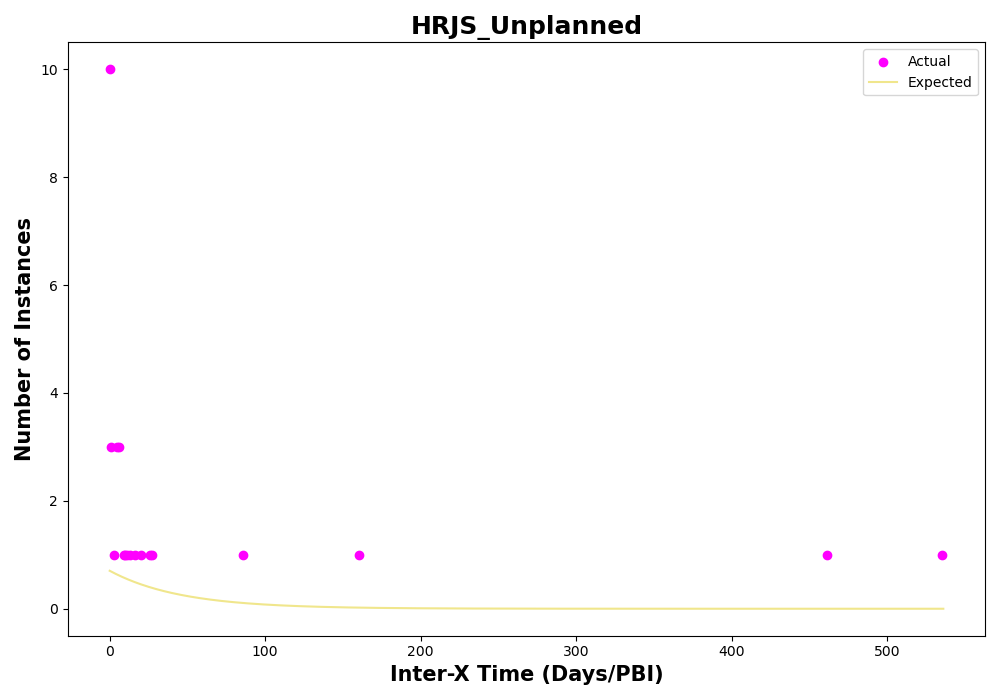 HRJS_Unplanned
Actual
Expected
Number of Instances
10
8
6
4
2
0
0 100 200 300 400 500
Inter-X Time (Days/PBI)